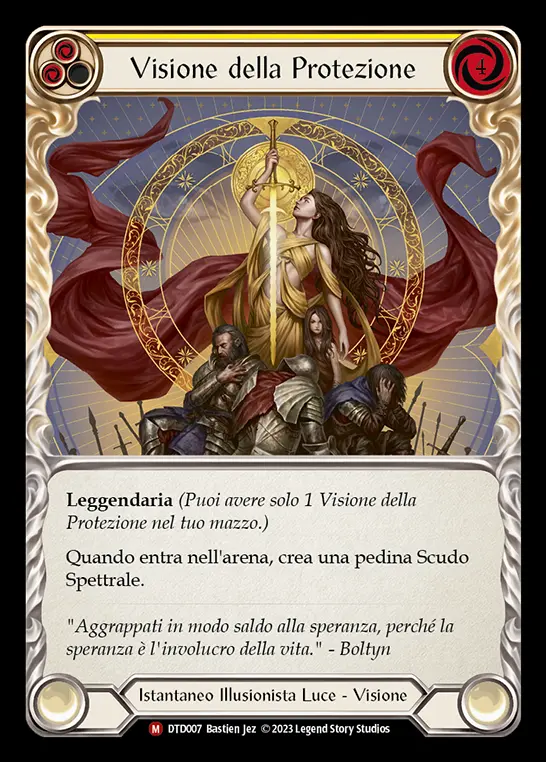 Visione della Protezione
4
Leggendaria (Puoi avere solo 1 Visione della
Protezione nel tuo mazzo.)
Quando entra nell'arena, crea una pedina Scudo
Spettrale.
"Aggrappati in modo saldo alla speranza, perché la
speranza è l'involucro della vita." - Boltyn
Istantaneo Illusionista Luce - Visione
M DTD007 Bastien Jez © 2023 Legend Story Studios